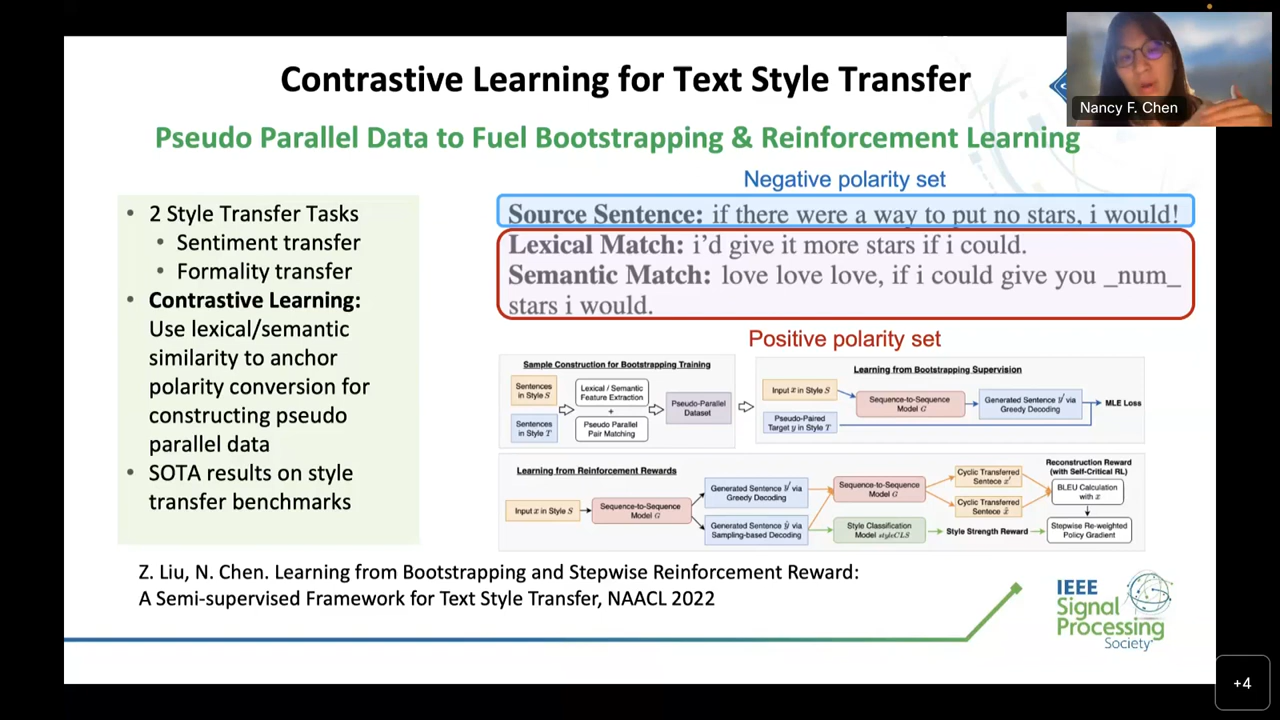 Contrastive Learning for Text Style Transfer
Nancy F. Chen
Pseudo Parallel Data to Fuel Bootstrapping & Reinforcement Learning
• 2 Style Transfer Tasks
• Sentiment transfer
• Formality transfer
• Contrastive Learning:
Use lexical/semantic
similarity to anchor
polarity conversion for
constructing pseudo
parallel data
• SOTA results on style
transfer benchmarks
Negative polarity set
Source Sentence: if there were a way to put no stars, i would!
Lexical Match: i'd give it more stars if i could.
Semantic Match: love love love, if i could give you _num_
stars i would.
Positive polarity set
Sample Construction for Bootstrapping Training
Sentences
in Style S
Sentences
in Style T
Lexical / Semantic
Feature Extraction
+
Pseudo Parallel
Pair Matching
Pseudo-Parallel
Dataset
Learning from Bootstrapping Supervision
Input x in Style S
Pseudo-Paired
Target y in Style T
Sequence-to-Sequence
Model G
Generated Sentence y′ via
Greedy Decoding
MLE Loss
Learning from Reinforcement Rewards
Input x in Style S
Sequence-to-Sequence
Model G
Generated Sentence y′ via
Greedy Decoding
Generated Sentence ŷ via
Sampling-based Decoding
Sequence-to-Sequence
Model G
Style Classification
Model styleCLS
Cyclic Transferred
Sentece x′
Cyclic Transferred
Sentece x̂
Style Strength Reward
Reconstruction Reward
(with Self-Critical RL)
BLEU Calculation
with x
Stepwise Re-weighted
Policy Gradient
Z. Liu, N. Chen. Learning from Bootstrapping and Stepwise Reinforcement Reward:
A Semi-supervised Framework for Text Style Transfer, NAACL 2022
IEEE
Signal
Processing
Society
+4